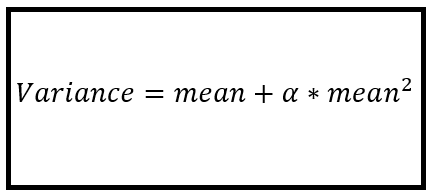 Variance = mean + α * mean²